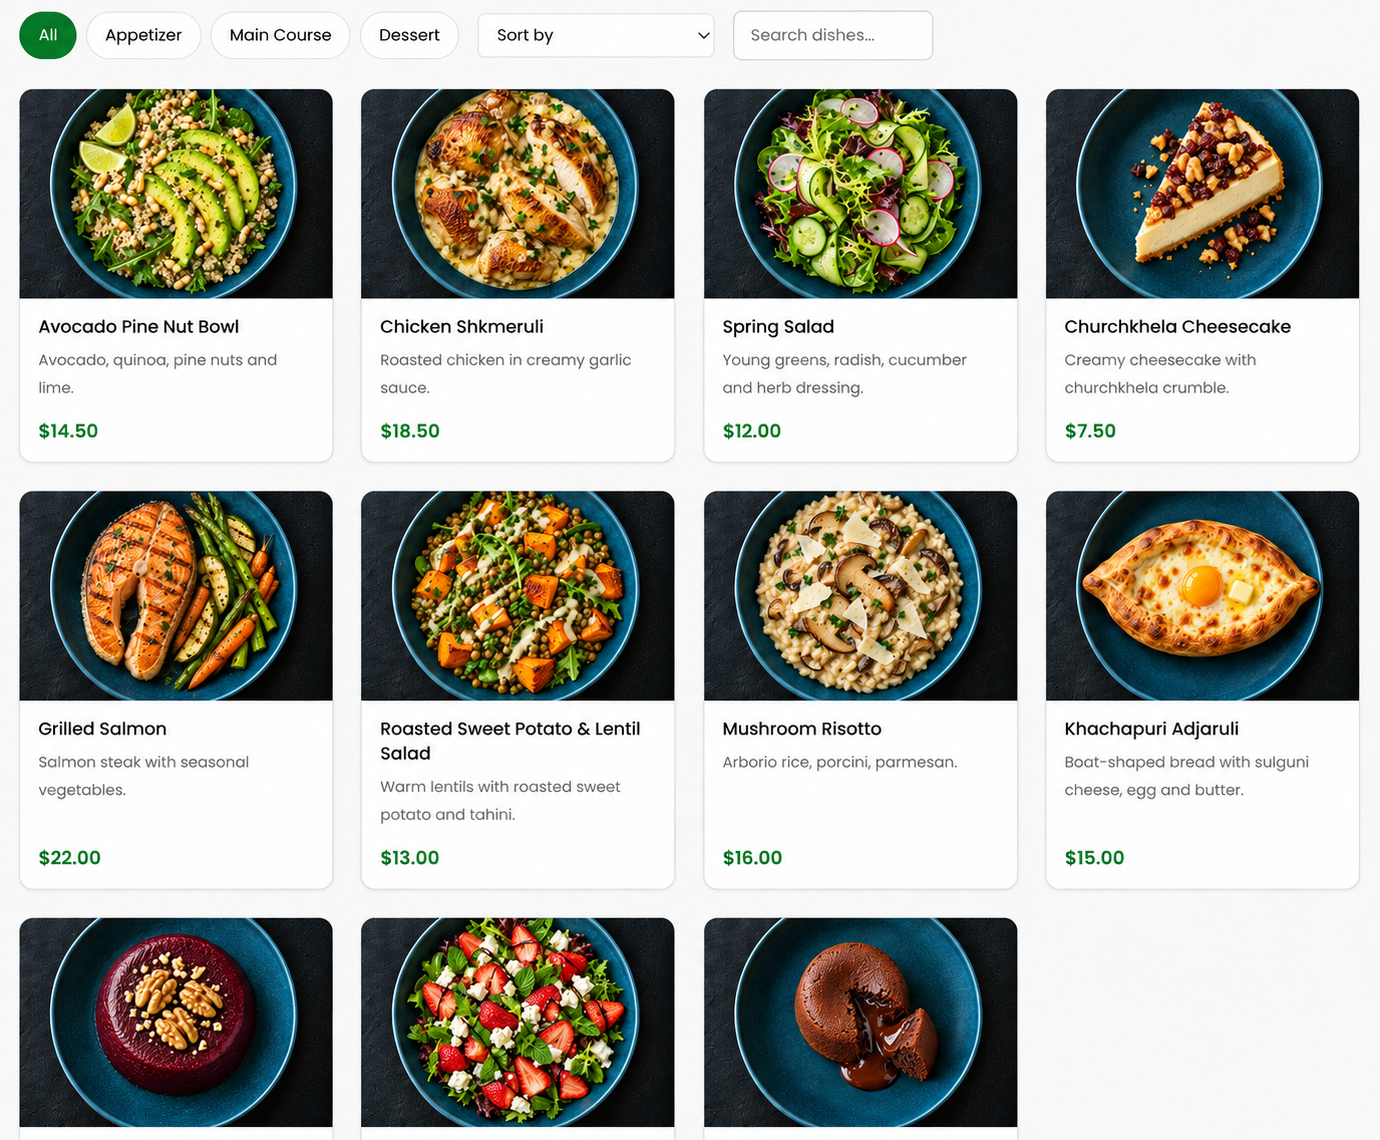 All
Appetizer
Main Course
Dessert
Sort by
Search dishes...
Avocado Pine Nut Bowl
Avocado, quinoa, pine nuts and
lime.
$14.50
Chicken Shkmeruli
Roasted chicken in creamy garlic
sauce.
$18.50
Spring Salad
Young greens, radish, cucumber
and herb dressing.
$12.00
Churchkhela Cheesecake
Creamy cheesecake with
churchkhela crumble.
$7.50
Grilled Salmon
Salmon steak with seasonal
vegetables.
$22.00
Roasted Sweet Potato & Lentil
Salad
Warm lentils with roasted sweet
potato and tahini.
$13.00
Mushroom Risotto
Arborio rice, porcini, parmesan.
$16.00
Khachapuri Adjaruli
Boat-shaped bread with sulguni
cheese, egg and butter.
$15.00